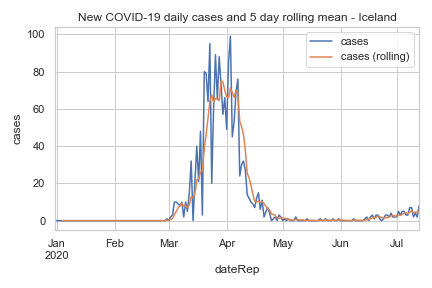 New COVID-19 daily cases and 5 day rolling mean - Iceland
cases
cases (rolling)
100
80
60
40
20
0
cases
Jan
2020
Feb
Mar
Apr
May
Jun
Jul
dateRep